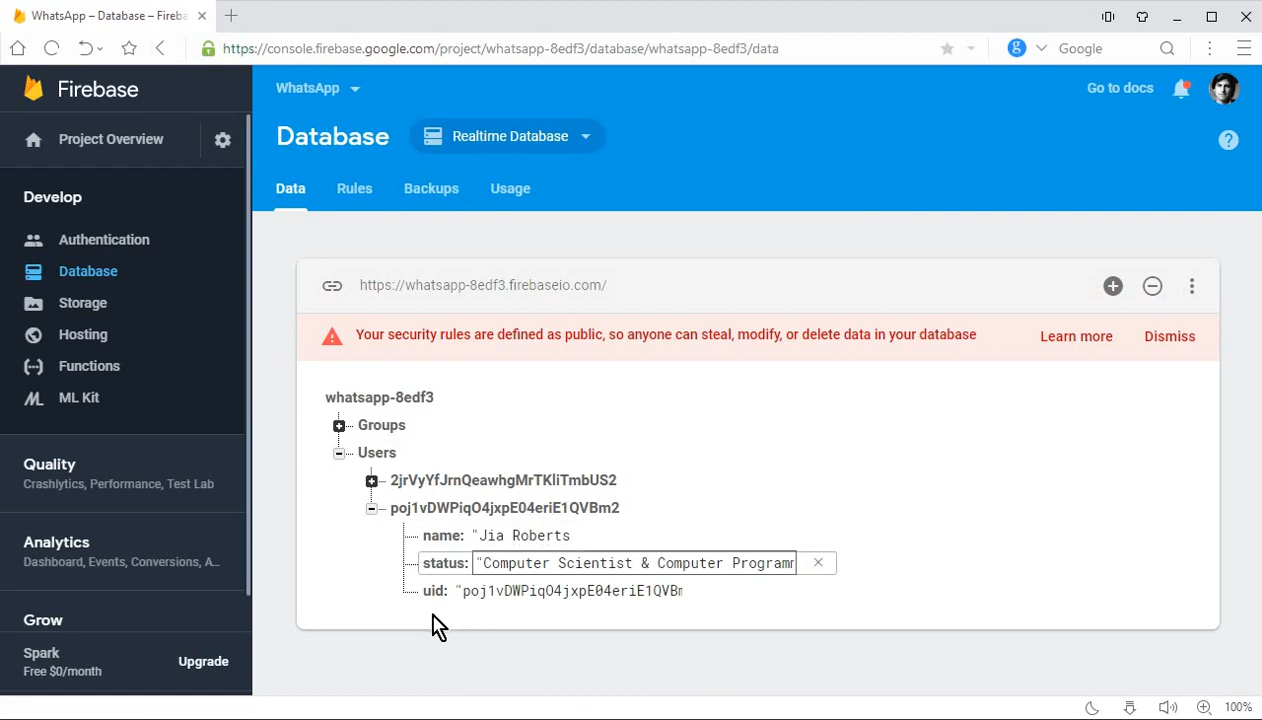 WhatsApp – Database – Fireba
https://console.firebase.google.com/project/whatsapp-8edf3/database/whatsapp-8edf3/data
Google
Firebase
WhatsApp
Go to docs
Project Overview
Database
Realtime Database
Develop
Data
Rules
Backups
Usage
Authentication
Database
Storage
Hosting
Functions
ML Kit
https://whatsapp-8edf3.firebaseio.com/
Your security rules are defined as public, so anyone can steal, modify, or delete data in your database
Learn more
Dismiss
whatsapp-8edf3
Groups
Users
2jrVyYfJrnQeawhgMrTKliTmbUS2
poj1vDWPiqO4jxpE04eriE1QVBm2
name: "Jia Roberts
status: "Computer Scientist & Computer Programm
uid: "poj1vDWPiqO4jxpE04eriE1QVBm
Quality
Crashlytics, Performance, Test Lab
Analytics
Dashboard, Events, Conversions, A...
Grow
Spark
Free $0/month
Upgrade
100%